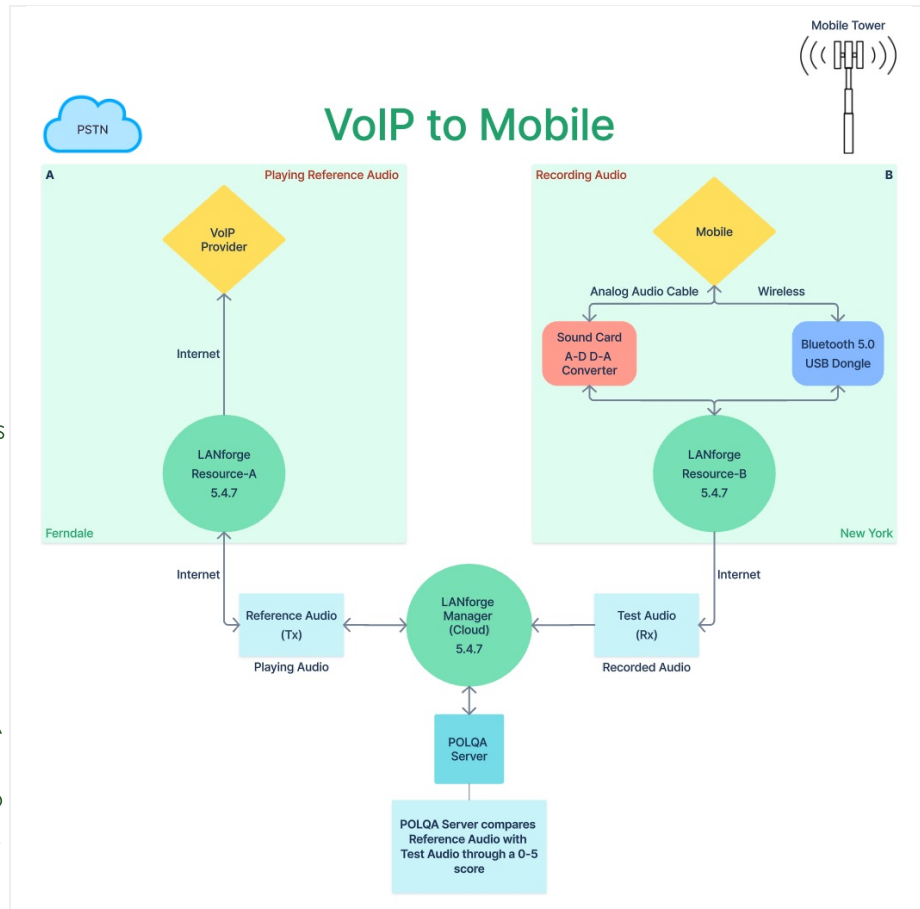 Mobile Tower
PSTN
VoIP to Mobile
A
Playing Reference Audio
VoIP
Provider
Internet
LANforge
Resource-A
5.4.7
Ferndale
Recording Audio
B
Mobile
Analog Audio Cable
Wireless
Sound Card
A-D D-A
Converter
Bluetooth 5.0
USB Dongle
LANforge
Resource-B
5.4.7
New York
Internet
Reference Audio
(Tx)
Playing Audio
LANforge
Manager
(Cloud)
5.4.7
Internet
Test Audio
(Rx)
Recorded Audio
POLQA
Server
POLQA Server compares
Reference Audio with
Test Audio through a 0-5
score